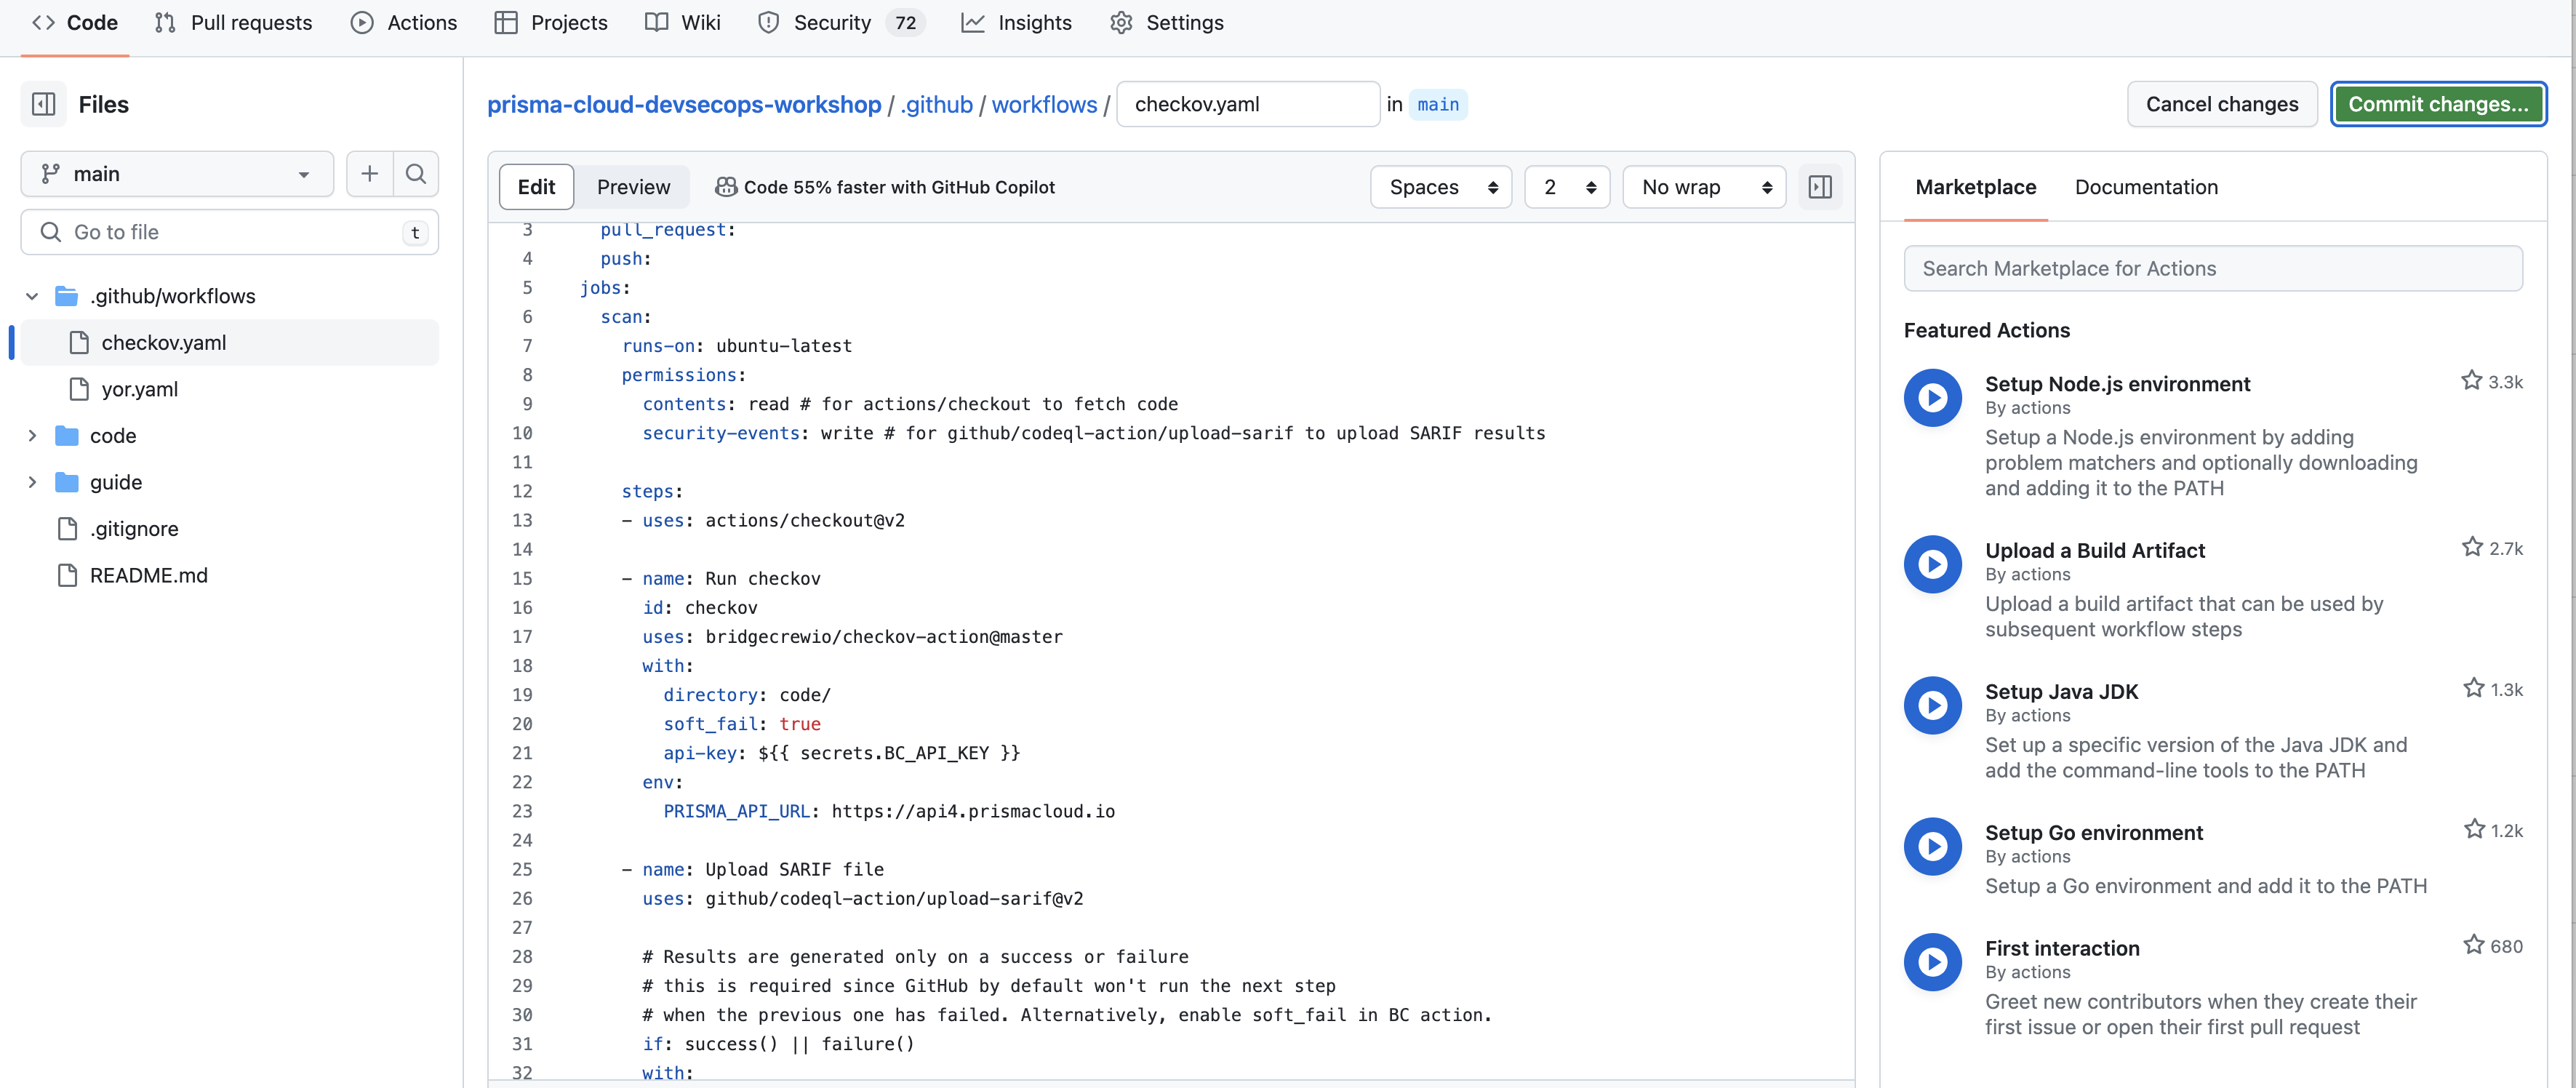 Code Pull requests Actions Projects Wiki Security 72 Insights Settings
Files
main
Go to file t
.github/workflows
checkov.yaml
yor.yaml
code
guide
.gitignore
README.md
prisma-cloud-devsecops-workshop / .github / workflows / checkov.yaml in main
Cancel changes Commit changes...
Edit Preview Code 55% faster with GitHub Copilot Spaces 2 No wrap
3 pull_request:
4 push:
5 jobs:
6 scan:
7 runs-on: ubuntu-latest
8 permissions:
9 contents: read # for actions/checkout to fetch code
10 security-events: write # for github/codeql-action/upload-sarif to upload SARIF results
11
12 steps:
13 - uses: actions/checkout@v2
14
15 - name: Run checkov
16 id: checkov
17 uses: bridgecrewio/checkov-action@master
18 with:
19 directory: code/
20 soft_fail: true
21 api-key: ${{ secrets.BC_API_KEY }}
22 env:
23 PRISMA_API_URL: https://api4.prismacloud.io
24
25 - name: Upload SARIF file
26 uses: github/codeql-action/upload-sarif@v2
27
28 # Results are generated only on a success or failure
29 # this is required since GitHub by default won't run the next step
30 # when the previous one has failed. Alternatively, enable soft_fail in BC action.
31 if: success() || failure()
32 with:
Marketplace Documentation
Search Marketplace for Actions
Featured Actions
Setup Node.js environment 3.3k
By actions
Setup a Node.js environment by adding
problem matchers and optionally downloading
and adding it to the PATH
Upload a Build Artifact 2.7k
By actions
Upload a build artifact that can be used by
subsequent workflow steps
Setup Java JDK 1.3k
By actions
Set up a specific version of the Java JDK and
add the command-line tools to the PATH
Setup Go environment 1.2k
By actions
Setup a Go environment and add it to the PATH
First interaction 680
By actions
Greet new contributors when they create their
first issue or open their first pull request